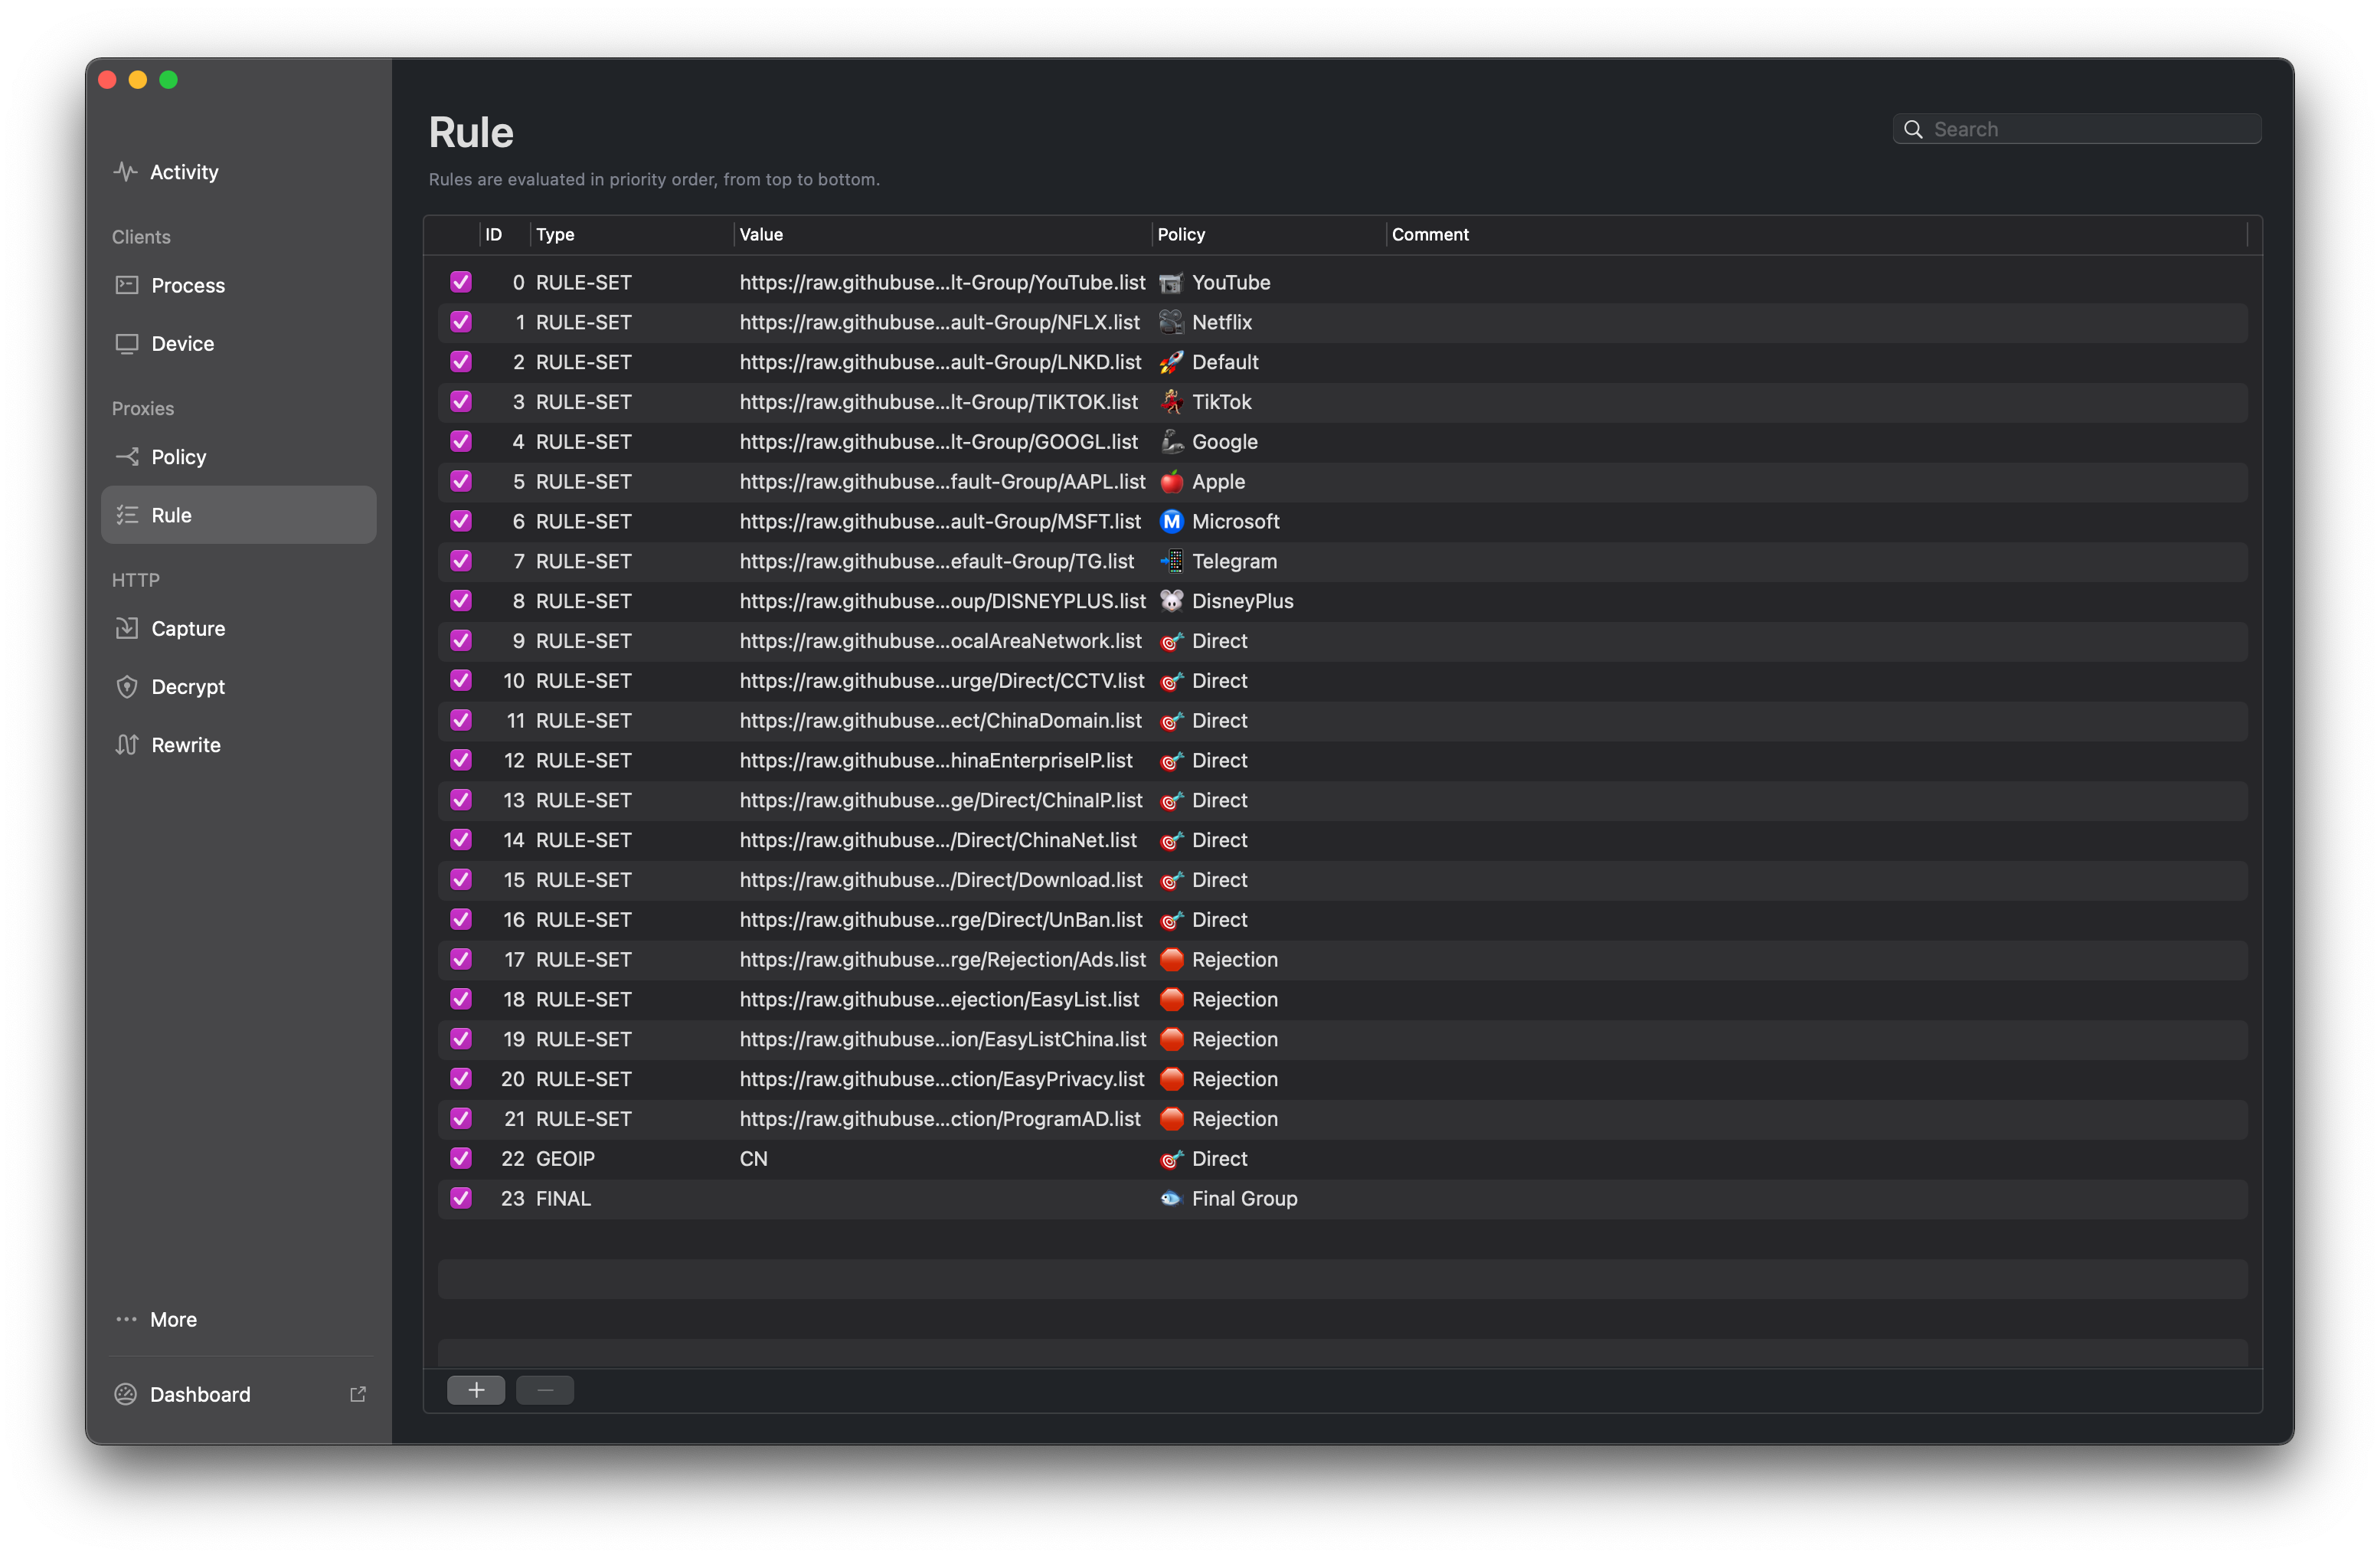 Activity
Clients
Process
Device
Proxies
Policy
Rule
HTTP
Capture
Decrypt
Rewrite
More
Dashboard
Rule
Search
Rules are evaluated in priority order, from top to bottom.
ID Type Value Policy Comment
0 RULE-SET https://raw.githubuse...lt-Group/YouTube.list YouTube
1 RULE-SET https://raw.githubuse...ault-Group/NFLX.list Netflix
2 RULE-SET https://raw.githubuse...ault-Group/LNKD.list Default
3 RULE-SET https://raw.githubuse...lt-Group/TIKTOK.list TikTok
4 RULE-SET https://raw.githubuse...lt-Group/GOOGL.list Google
5 RULE-SET https://raw.githubuse...fault-Group/AAPL.list Apple
6 RULE-SET https://raw.githubuse...ault-Group/MSFT.list Microsoft
7 RULE-SET https://raw.githubuse...efault-Group/TG.list Telegram
8 RULE-SET https://raw.githubuse...oup/DISNEYPLUS.list DisneyPlus
9 RULE-SET https://raw.githubuse...ocalAreaNetwork.list Direct
10 RULE-SET https://raw.githubuse...urge/Direct/CCTV.list Direct
11 RULE-SET https://raw.githubuse...ect/ChinaDomain.list Direct
12 RULE-SET https://raw.githubuse...hinaEnterpriseIP.list Direct
13 RULE-SET https://raw.githubuse...ge/Direct/ChinaIP.list Direct
14 RULE-SET https://raw.githubuse.../Direct/ChinaNet.list Direct
15 RULE-SET https://raw.githubuse.../Direct/Download.list Direct
16 RULE-SET https://raw.githubuse...rge/Direct/UnBan.list Direct
17 RULE-SET https://raw.githubuse...rge/Rejection/Ads.list Rejection
18 RULE-SET https://raw.githubuse...ejection/EasyList.list Rejection
19 RULE-SET https://raw.githubuse...ion/EasyListChina.list Rejection
20 RULE-SET https://raw.githubuse...ction/EasyPrivacy.list Rejection
21 RULE-SET https://raw.githubuse...ction/ProgramAD.list Rejection
22 GEOIP CN Direct
23 FINAL Final Group